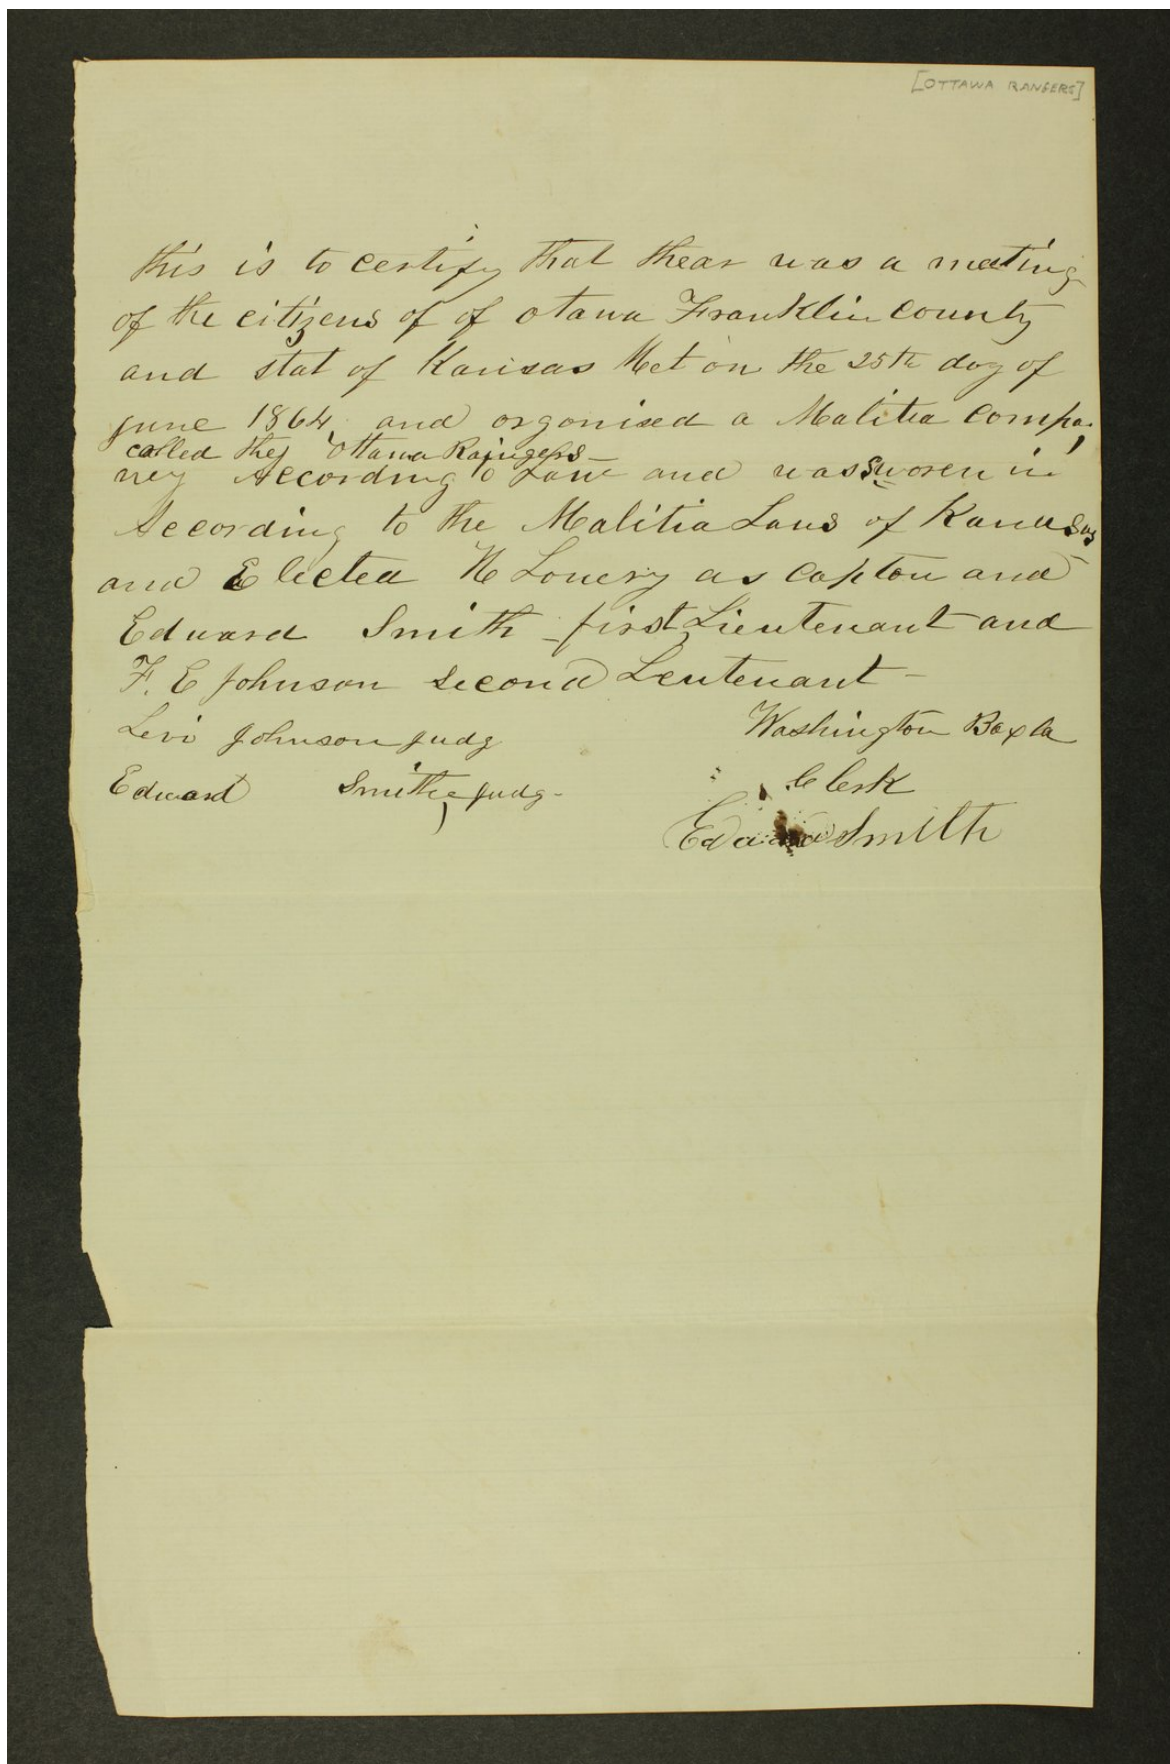 [OTTAWA RANGERS]
this is to certify that thear was a meeting
of the citizens of of otawa Franklin county
and stat of Kansas Met on the 25th day of
June 1864, and orgonised a Malitia compa-
called they Ottawa Raingers
ney According to Law and was sworen in
According to the Malitia Laws of Kansas
and Elected Lowery as capton and
Edward Smith first Lieutenant and
F. E Johnson second Leutenant
Levi Johnson judg
Edward Smith judg-
Washington
Clerk
Edward Smith